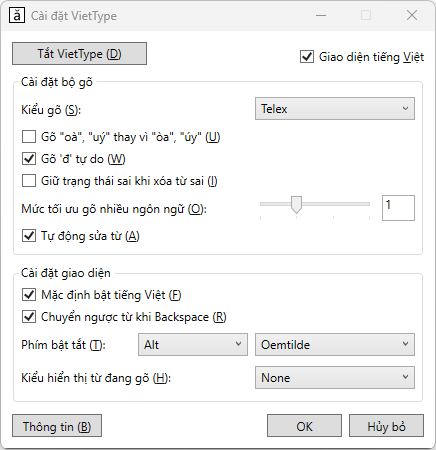 ă Cài đặt VietType
Tắt VietType (D)
Giao diện tiếng Việt
Cài đặt bộ gõ
Kiểu gõ (S): Telex
Gõ "oà", "uý" thay vì "òa", "úy" (U)
Gõ 'đ' tự do (W)
Giữ trạng thái sai khi xóa từ sai (I)
Mức tối ưu gõ nhiều ngôn ngữ (O): 1
Tự động sửa từ (A)
Cài đặt giao diện
Mặc định bật tiếng Việt (F)
Chuyển ngược từ khi Backspace (R)
Phím bật tắt (T): Alt Oemtilde
Kiểu hiển thị từ đang gõ (H): None
Thông tin (B) OK Hủy bỏ